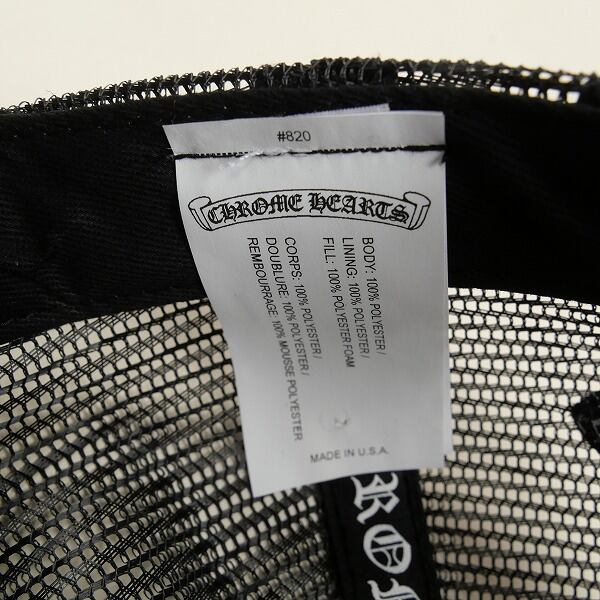 #820
CHROME HEARTS
BODY: 100% POLYESTER /
LINING: 100% POLYESTER /
FILL: 100% POLYESTER FOAM
CORPS: 100% POLYESTER /
DOUBLURE: 100% POLYESTER /
REMBOURRAGE: 100% MOUSSE POLYESTER
MADE IN U.S.A.
RO